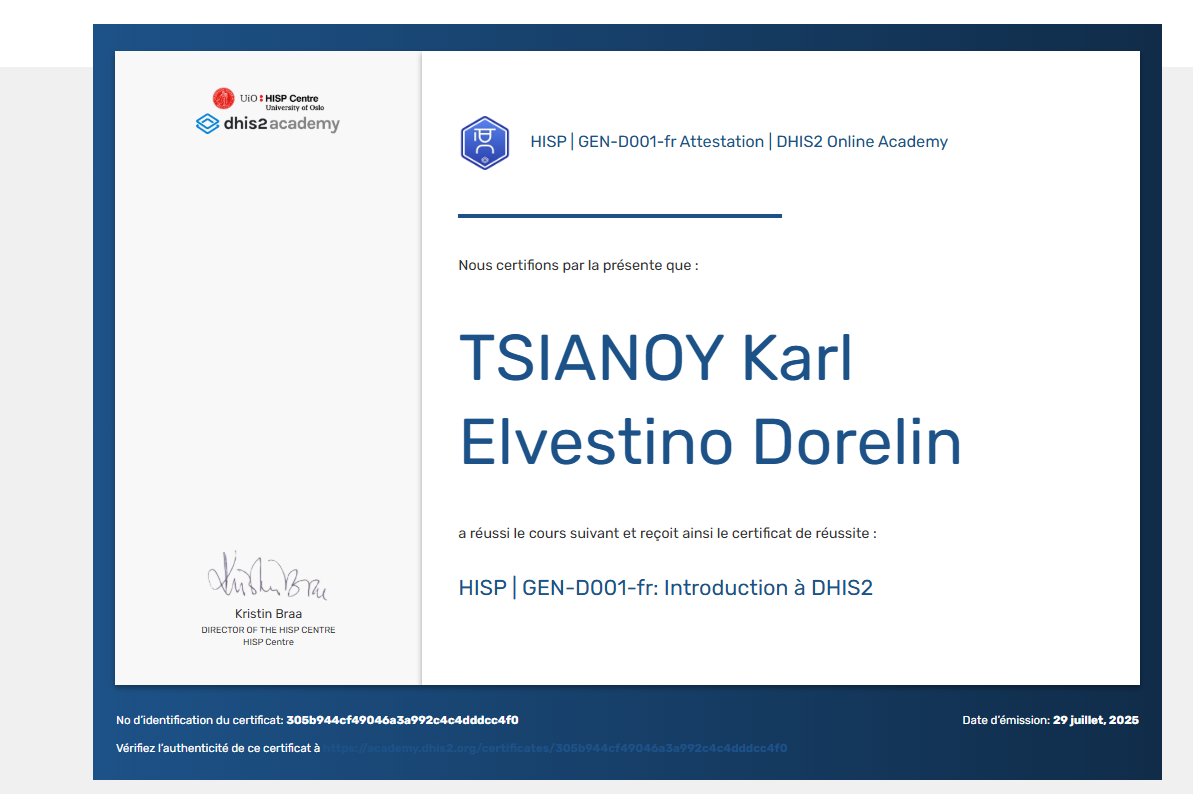 UiO HISP Centre
University of Oslo
dhis2 academy
HISP | GEN-D001-fr Attestation | DHIS2 Online Academy
Nous certifions par la présente que :
TSIANOY Karl
Elvestino Dorelin
a réussi le cours suivant et reçoit ainsi le certificat de réussite :
HISP | GEN-D001-fr: Introduction à DHIS2
Kristin Braa
Kristin Braa
DIRECTOR OF THE HISP CENTRE
HISP Centre
No d'identification du certificat: 305b944cf49046a3a992c4c4dddcc4f0
Date d'émission: 29 juillet, 2025
Vérifiez l'authenticité de ce certificat à https://academy.dhis2.org/certificates/305b944cf49046a3a992c4c4dddcc4f0